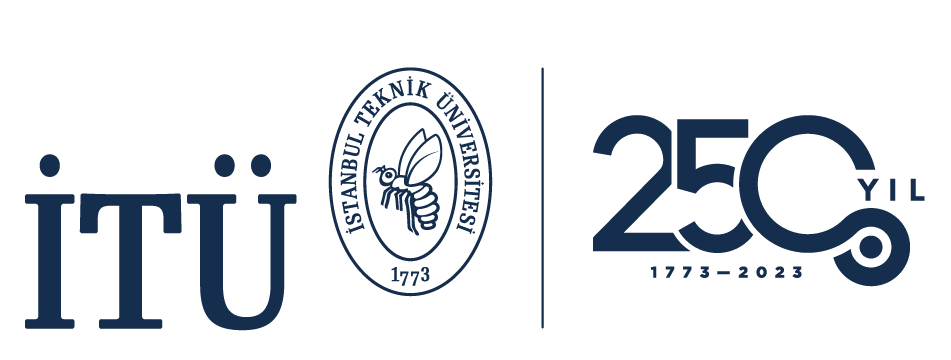 İTÜ
İSTANBUL TEKNİK ÜNİVERSİTESİ
1773
250
YIL
1773–2023